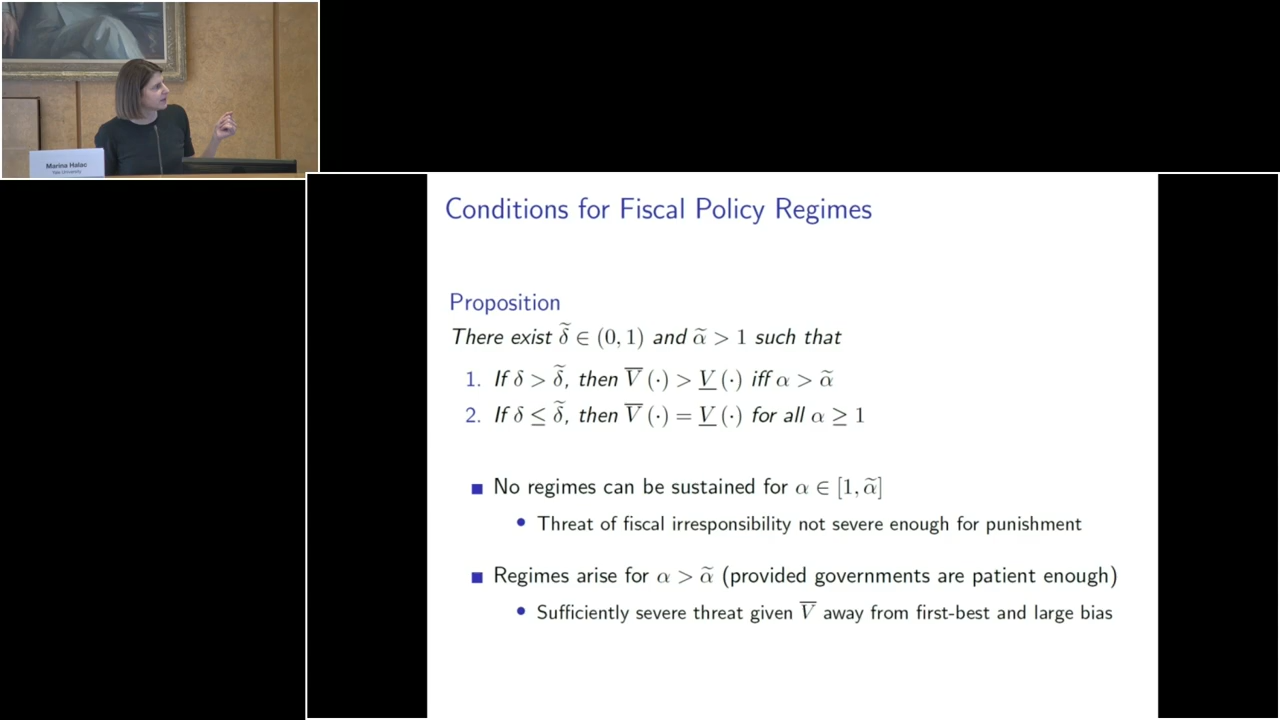 Marina Halac
Yale University
Conditions for Fiscal Policy Regimes
Proposition
There exist δ̃ ∈ (0, 1) and α̃ > 1 such that
1. If δ > δ̃, then V̅ (·) > V̲ (·) iff α > α̃
2. If δ ≤ δ̃, then V̅ (·) = V̲ (·) for all α ≥ 1
■ No regimes can be sustained for α ∈ [1, α̃]
• Threat of fiscal irresponsibility not severe enough for punishment
■ Regimes arise for α > α̃ (provided governments are patient enough)
• Sufficiently severe threat given V̅ away from first-best and large bias